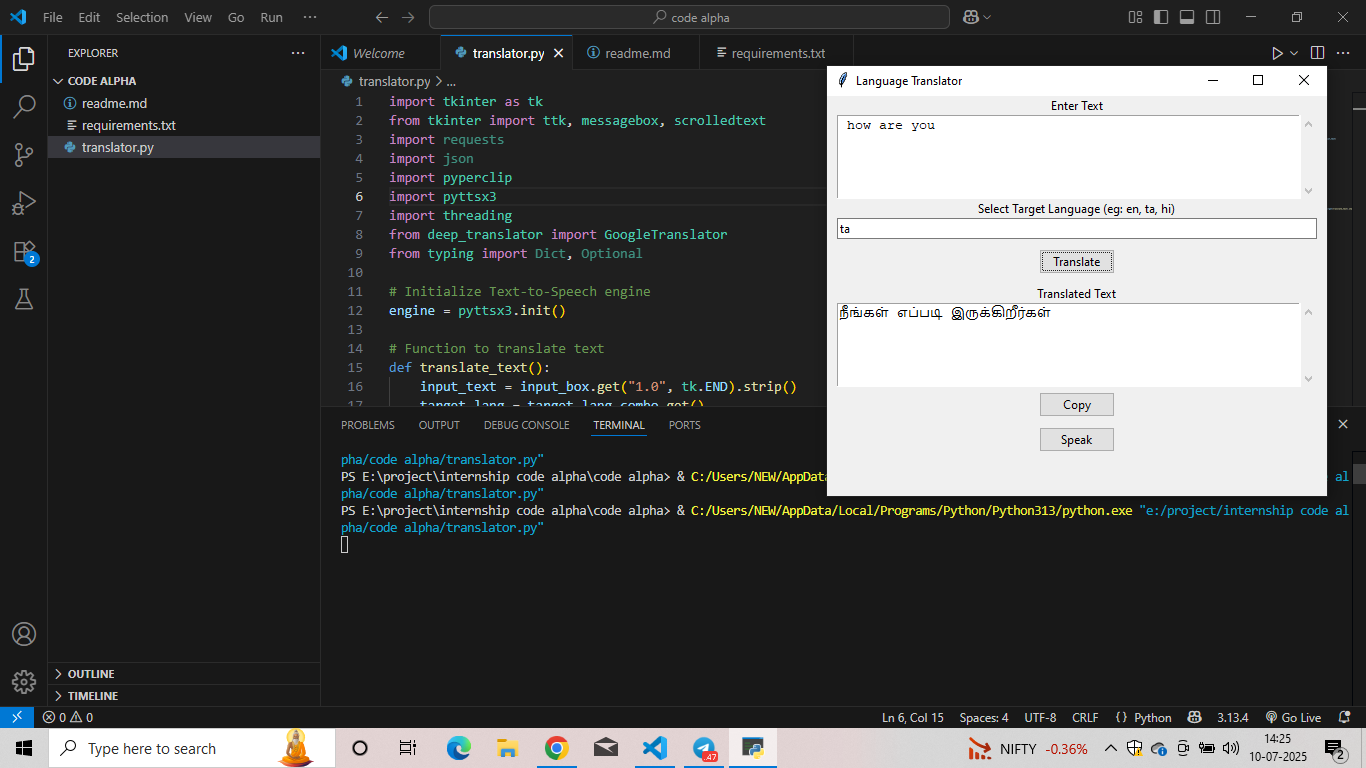 File Edit Selection View Go Run ··· code alpha
EXPLORER ···
CODE ALPHA
readme.md
requirements.txt
translator.py
OUTLINE
TIMELINE
Welcome translator.py readme.md requirements.txt
translator.py > ...
1 import tkinter as tk
2 from tkinter import ttk, messagebox, scrolledtext
3 import requests
4 import json
5 import pyperclip
6 import pyttsx3
7 import threading
8 from deep_translator import GoogleTranslator
9 from typing import Dict, Optional
10
11 # Initialize Text-to-Speech engine
12 engine = pyttsx3.init()
13
14 # Function to translate text
15 def translate_text():
16 input_text = input_box.get("1.0", tk.END).strip()
17 target_lang = target_lang_combo.get()
Language Translator
Enter Text
how are you
Select Target Language (eg: en, ta, hi)
ta
Translate
Translated Text
நீங்கள் எப்படி இருக்கிறீர்கள்
Copy
Speak
PROBLEMS OUTPUT DEBUG CONSOLE TERMINAL PORTS
pha/code alpha/translator.py"
PS E:\project\internship code alpha\code alpha> & C:/Users/NEW/AppData/ al
pha/code alpha/translator.py"
PS E:\project\internship code alpha\code alpha> & C:/Users/NEW/AppData/Local/Programs/Python/Python313/python.exe "e:/project/internship code al
pha/code alpha/translator.py"
2
0 0 Ln 6, Col 15 Spaces: 4 UTF-8 CRLF {} Python 3.13.4 Go Live
Type here to search .47 NIFTY -0.36% 14:25
10-07-2025 2